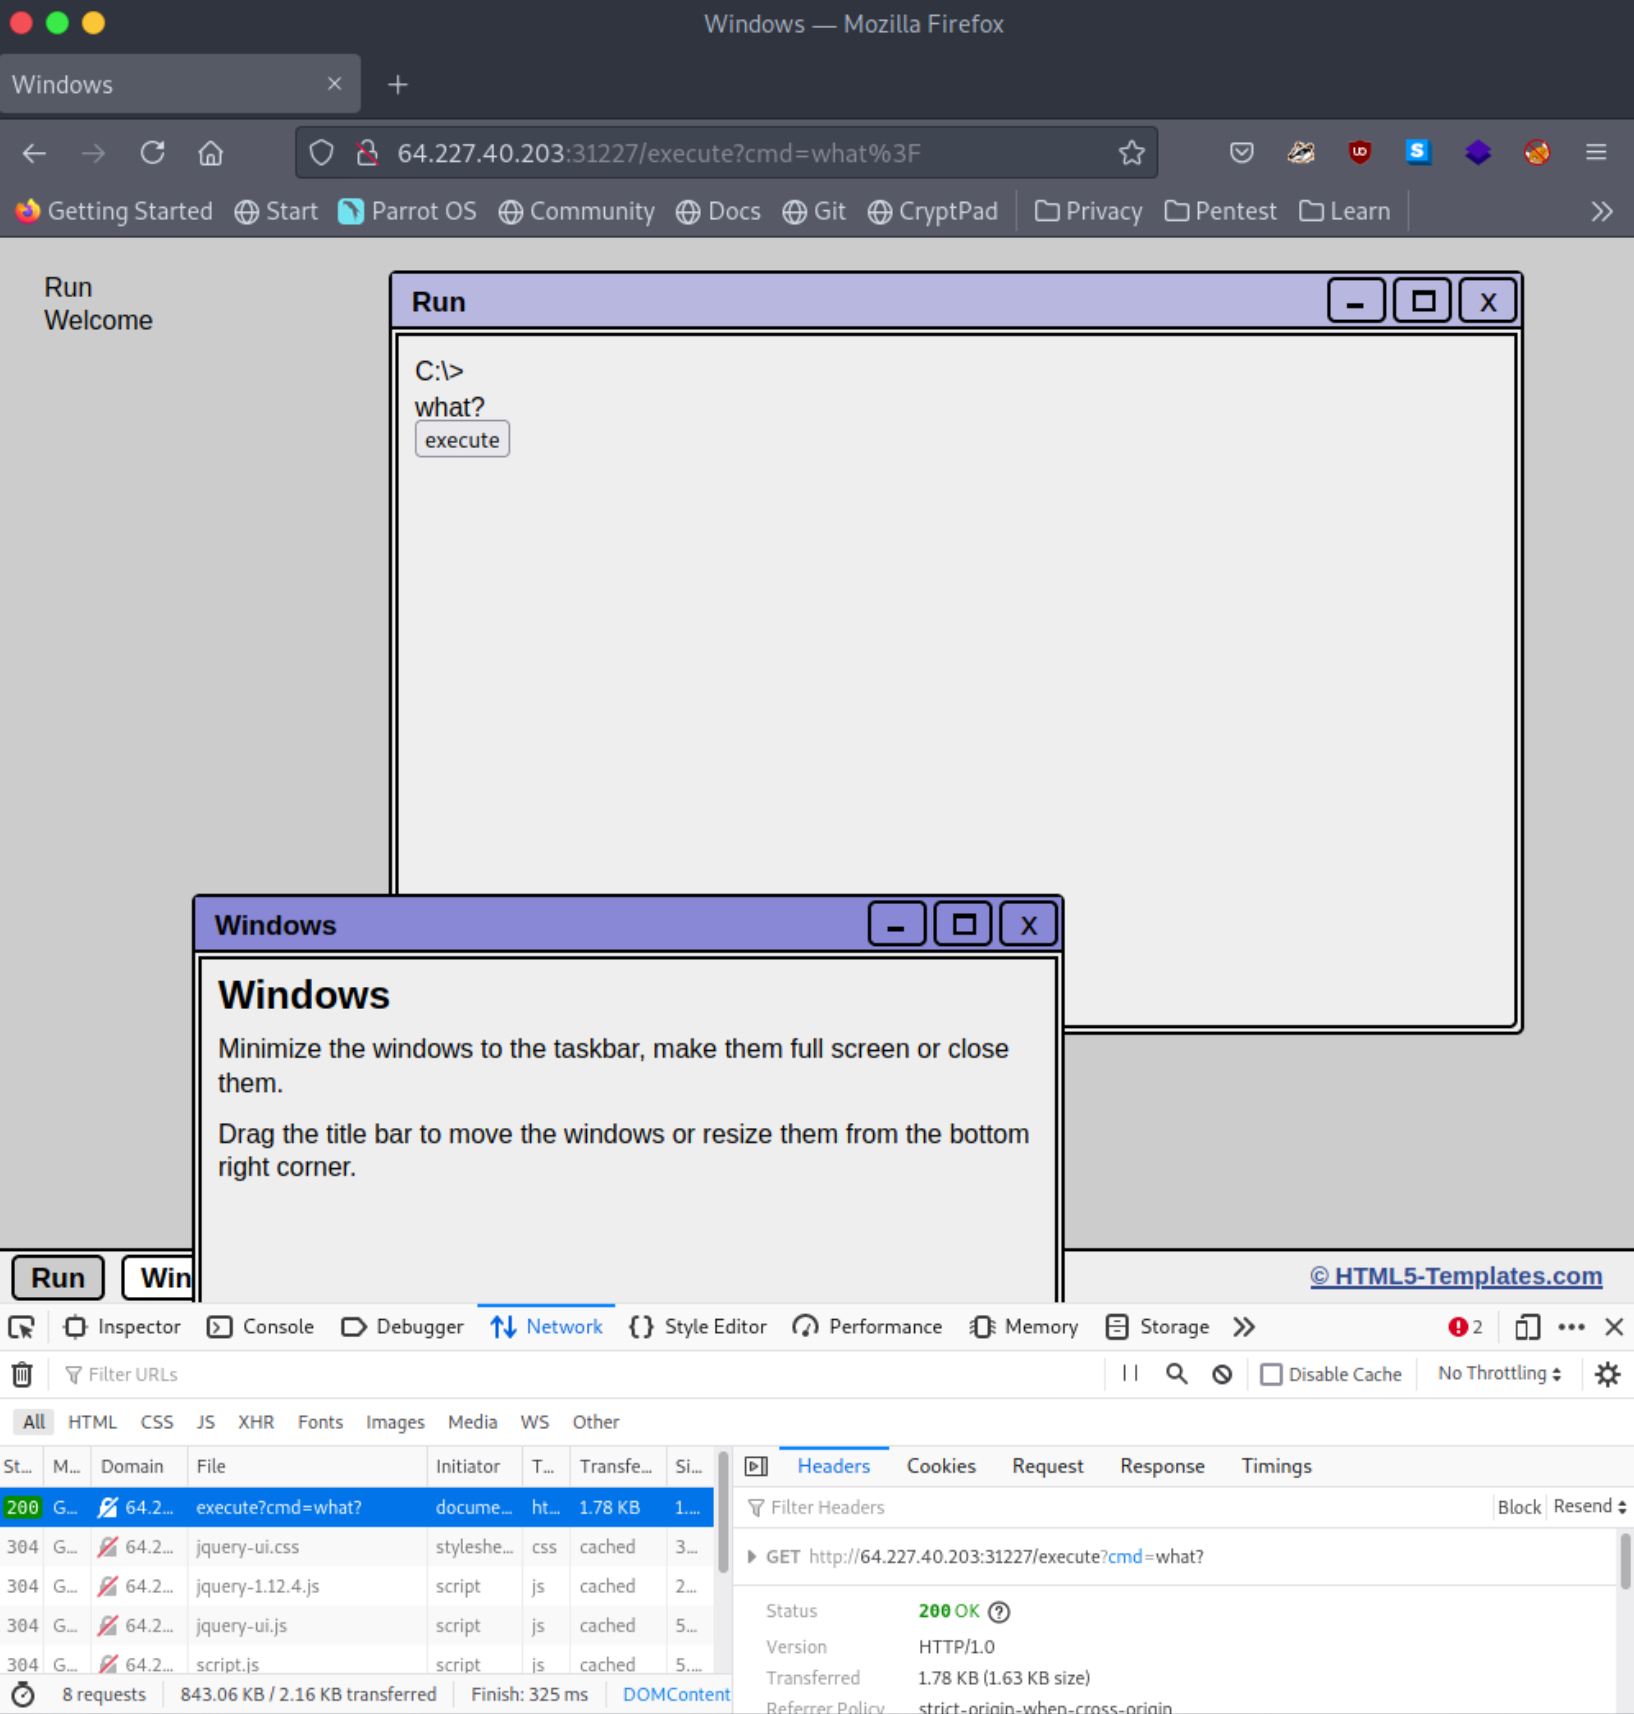 Windows — Mozilla Firefox
Windows
64.227.40.203:31227/execute?cmd=what%3F
Getting Started Start Parrot OS Community Docs Git CryptPad Privacy Pentest Learn
Run
Welcome
Run
X
C:\>
what?
execute
Windows
X
Windows
Minimize the windows to the taskbar, make them full screen or close
them.
Drag the title bar to move the windows or resize them from the bottom
right corner.
Run
Win
© HTML5-Templates.com
Inspector Console Debugger Network Style Editor Performance Memory Storage 2
Filter URLs Disable Cache No Throttling
All HTML CSS JS XHR Fonts Images Media WS Other
St... M... Domain File Initiator T... Transfe... Si...
200 G... 64.2... execute?cmd=what? docume... ht... 1.78 KB 1....
304 G... 64.2... jquery-ui.css styleshe... css cached 3...
304 G... 64.2... jquery-1.12.4.js script js cached 2...
304 G... 64.2... jquery-ui.js script js cached 5...
304 G... 64.2... script.js script js cached 5....
8 requests 843.06 KB / 2.16 KB transferred Finish: 325 ms DOMContent
Headers Cookies Request Response Timings
Filter Headers Block Resend
GET http://64.227.40.203:31227/execute?cmd=what?
Status 200 OK
Version HTTP/1.0
Transferred 1.78 KB (1.63 KB size)
Referrer Policy strict-origin-when-cross-origin